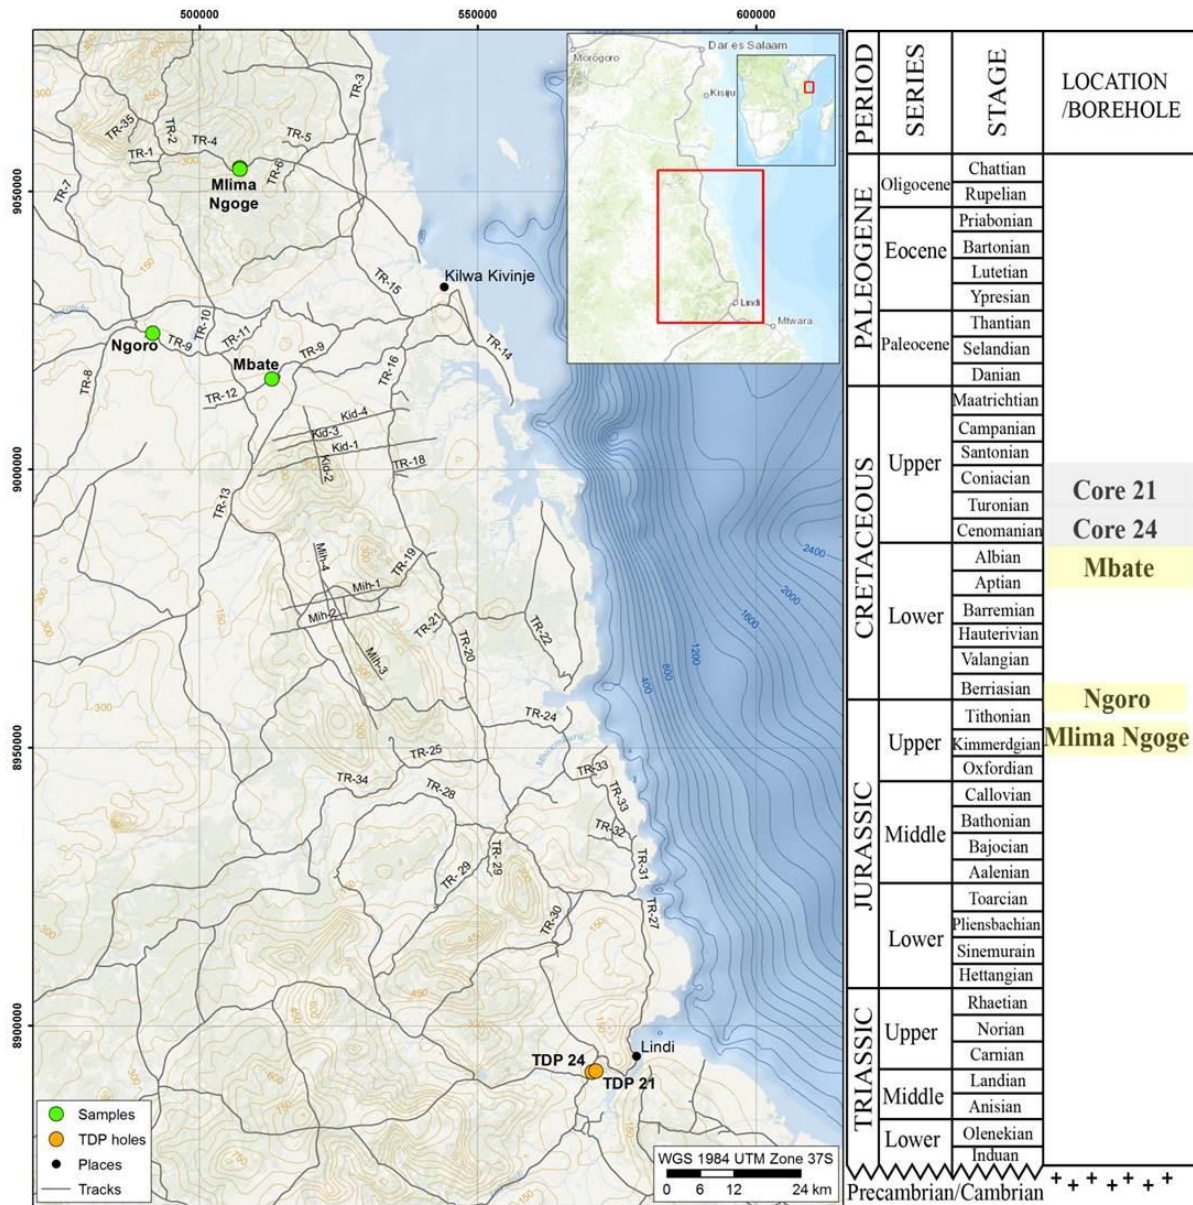 500000
550000
600000
9050000
9000000
8950000
8900000
Morogoro
Dar es Salaam
Kisiju
Lindi
Mtwara
TR-3
TR-35
TR-2
TR-4
TR-5
TR-1
TR-6
TR-7
300
Mlima
Ngoge
450
600
150
TR-15
Kilwa Kivinje
TR-10
TR-11
TR-9
Ngoro
TR-9
TR-14
TR-16
TR-8
Mbate
TR-12
Kid-4
Kid-3
Kid-1
Kid-2
TR-18
TR-13
Mih-4
TR-19
Mih-1
Mih-2
TR-21
TR-22
Mih-3
TR-20
2400
2000
1600
1200
800
400
TR-24
TR-25
TR-34
TR-28
TR-33
TR-33
TR-32
TR-29
TR-29
TR-31
TR-30
TR-27
Lindi
TDP 24
TDP 21
Samples
TDP holes
Places
Tracks
WGS 1984 UTM Zone 37S
0 6 12 24 km
PERIOD
SERIES
STAGE
LOCATION
/BOREHOLE
PALEOGENE
Oligocene
Chattian
Rupelian
Eocene
Priabonian
Bartonian
Lutetian
Ypresian
Paleocene
Thantian
Selandian
Danian
CRETACEOUS
Upper
Maatrichtian
Campanian
Santonian
Coniacian
Turonian
Cenomanian
Core 21
Core 24
Lower
Albian
Aptian
Barremian
Hauterivian
Valangian
Berriasian
Mbate
Ngoro
JURASSIC
Upper
Tithonian
Kimmerdgian
Oxfordian
Mlima Ngoge
Middle
Callovian
Bathonian
Bajocian
Aalenian
Lower
Toarcian
Pliensbachian
Sinemurain
Hettangian
TRIASSIC
Upper
Rhaetian
Norian
Carnian
Middle
Landian
Anisian
Lower
Olenekian
Induan
Precambrian/Cambrian